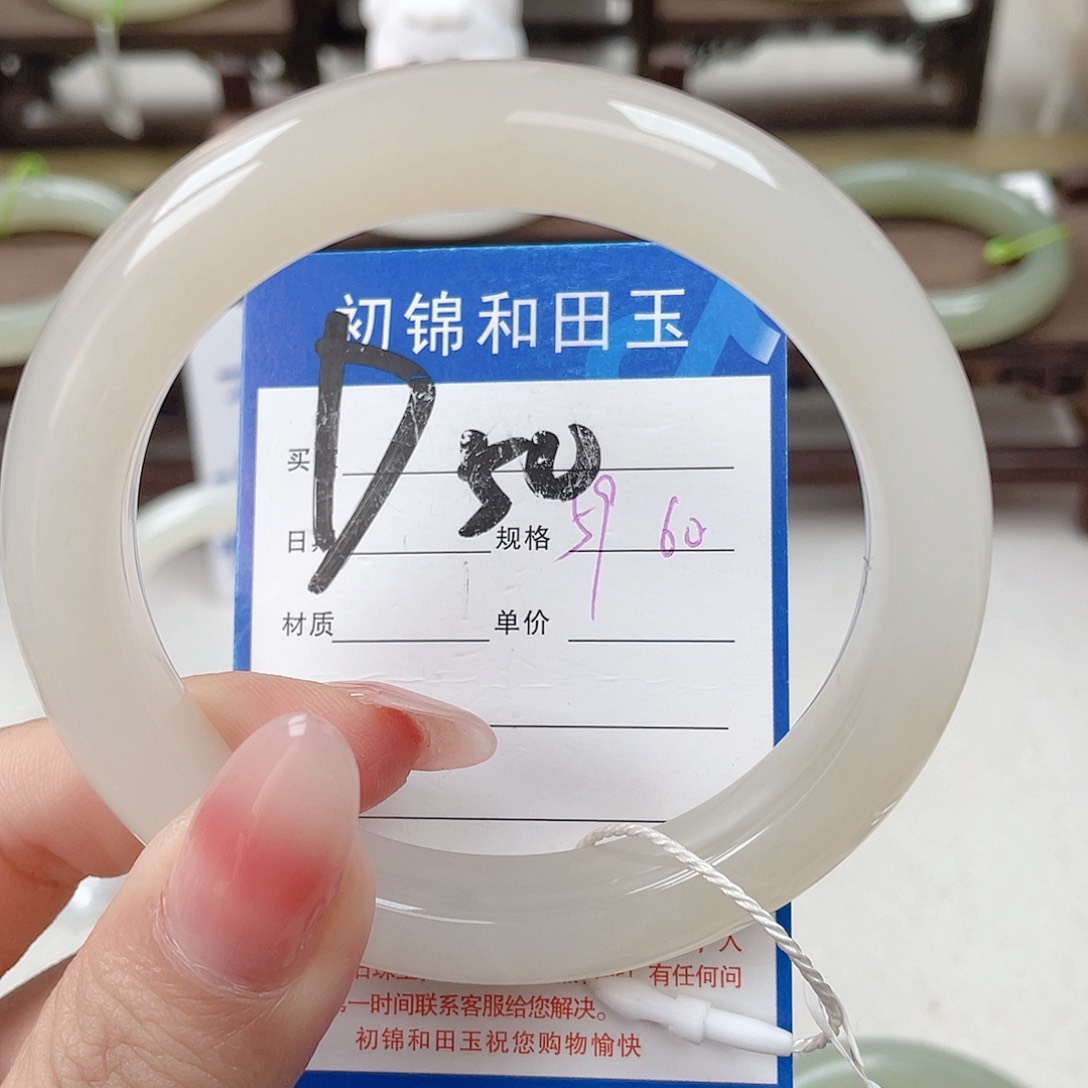 初锦和田玉
D 50
买
日期 规格 59 60
材质 单价
人
有任何问
一时间联系客服给您解决。
初锦和田玉祝您购物愉快